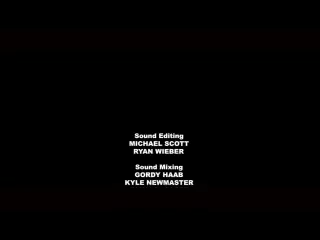 Sound Editing
MICHAEL SCOTT
RYAN WIEBER
Sound Mixing
GORDY HAAB
KYLE NEWMASTER